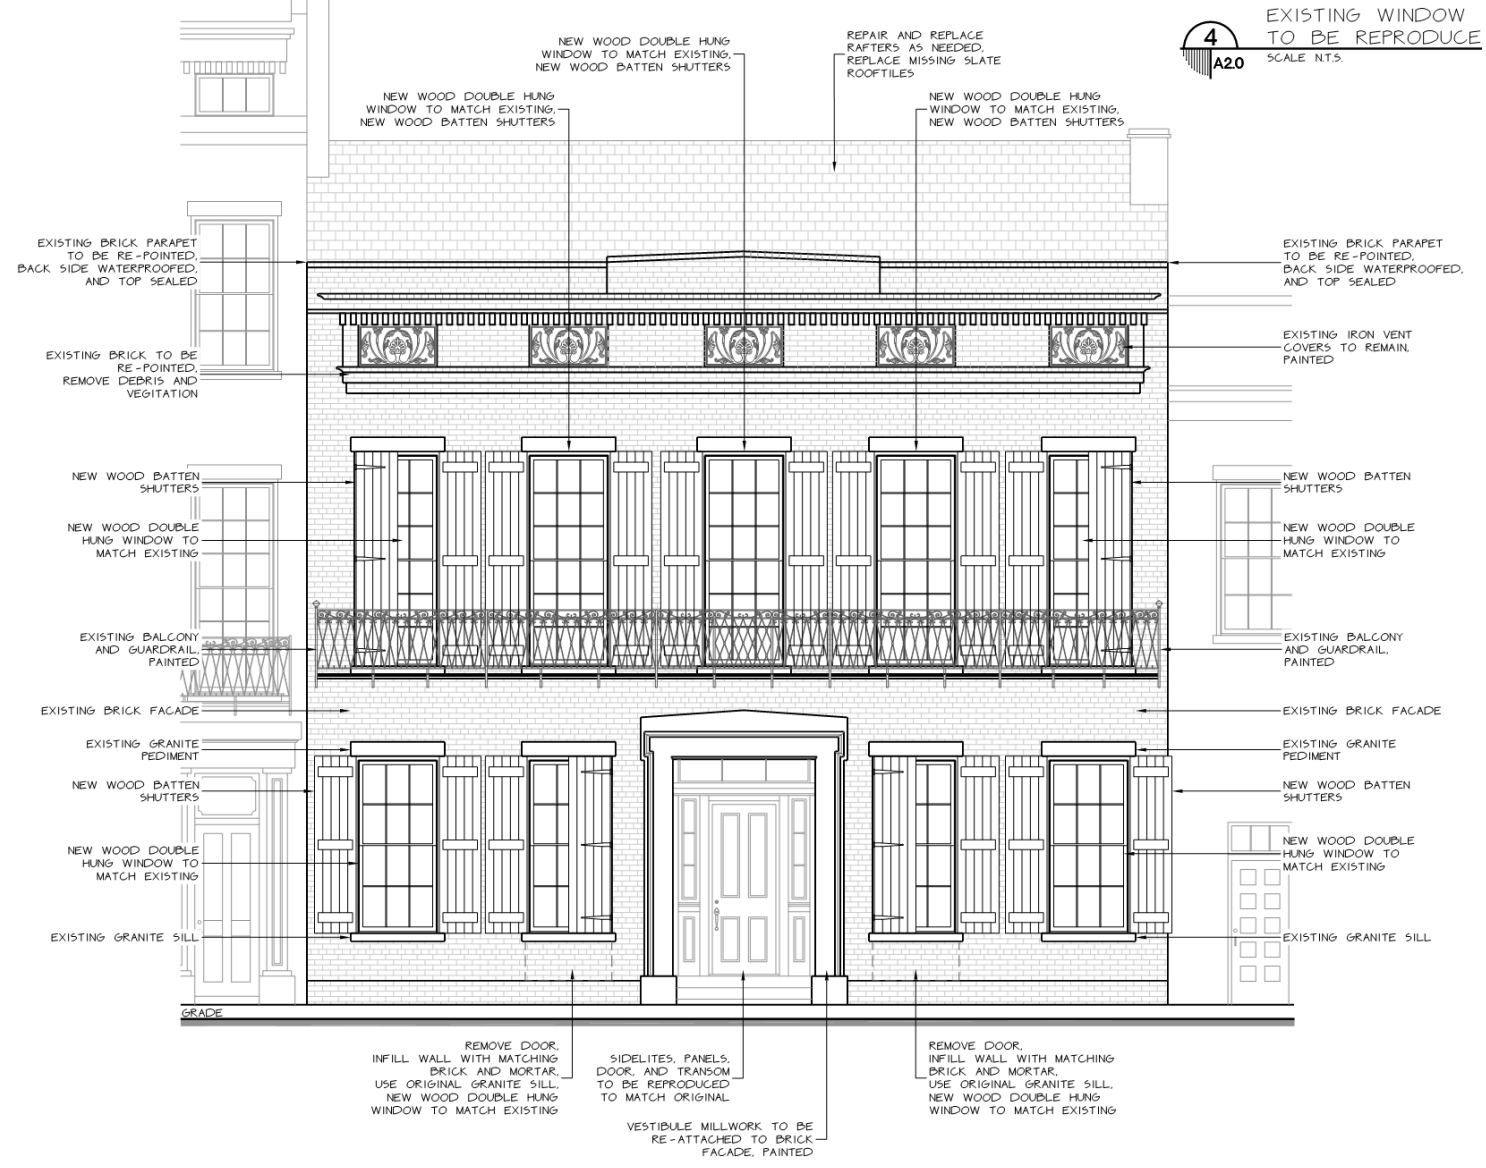 EXISTING WINDOW
TO BE REPRODUCE
4
A2.0
SCALE N.T.S.
NEW WOOD DOUBLE HUNG
WINDOW TO MATCH EXISTING,
NEW WOOD BATTEN SHUTTERS
REPAIR AND REPLACE
RAFTERS AS NEEDED,
REPLACE MISSING SLATE
ROOFTILES
NEW WOOD DOUBLE HUNG
WINDOW TO MATCH EXISTING,
NEW WOOD BATTEN SHUTTERS
NEW WOOD DOUBLE HUNG
WINDOW TO MATCH EXISTING,
NEW WOOD BATTEN SHUTTERS
EXISTING BRICK PARAPET
TO BE RE-POINTED,
BACK SIDE WATERPROOFED,
AND TOP SEALED
EXISTING BRICK TO BE
RE-POINTED,
REMOVE DEBRIS AND
VEGITATION
NEW WOOD BATTEN
SHUTTERS
NEW WOOD DOUBLE
HUNG WINDOW TO
MATCH EXISTING
EXISTING BALCONY
AND GUARDRAIL,
PAINTED
EXISTING BRICK FACADE
EXISTING GRANITE
PEDIMENT
NEW WOOD BATTEN
SHUTTERS
NEW WOOD DOUBLE
HUNG WINDOW TO
MATCH EXISTING
EXISTING GRANITE SILL
GRADE
EXISTING BRICK PARAPET
TO BE RE-POINTED,
BACK SIDE WATERPROOFED,
AND TOP SEALED
EXISTING IRON VENT
COVERS TO REMAIN,
PAINTED
NEW WOOD BATTEN
SHUTTERS
NEW WOOD DOUBLE
HUNG WINDOW TO
MATCH EXISTING
EXISTING BALCONY
AND GUARDRAIL,
PAINTED
EXISTING BRICK FACADE
EXISTING GRANITE
PEDIMENT
NEW WOOD BATTEN
SHUTTERS
NEW WOOD DOUBLE
HUNG WINDOW TO
MATCH EXISTING
EXISTING GRANITE SILL
REMOVE DOOR,
INFILL WALL WITH MATCHING
BRICK AND MORTAR,
USE ORIGINAL GRANITE SILL,
NEW WOOD DOUBLE HUNG
WINDOW TO MATCH EXISTING
SIDELITES, PANELS,
DOOR, AND TRANSOM
TO BE REPRODUCED
TO MATCH ORIGINAL
VESTIBULE MILLWORK TO BE
RE-ATTACHED TO BRICK
FACADE, PAINTED
REMOVE DOOR,
INFILL WALL WITH MATCHING
BRICK AND MORTAR,
USE ORIGINAL GRANITE SILL,
NEW WOOD DOUBLE HUNG
WINDOW TO MATCH EXISTING